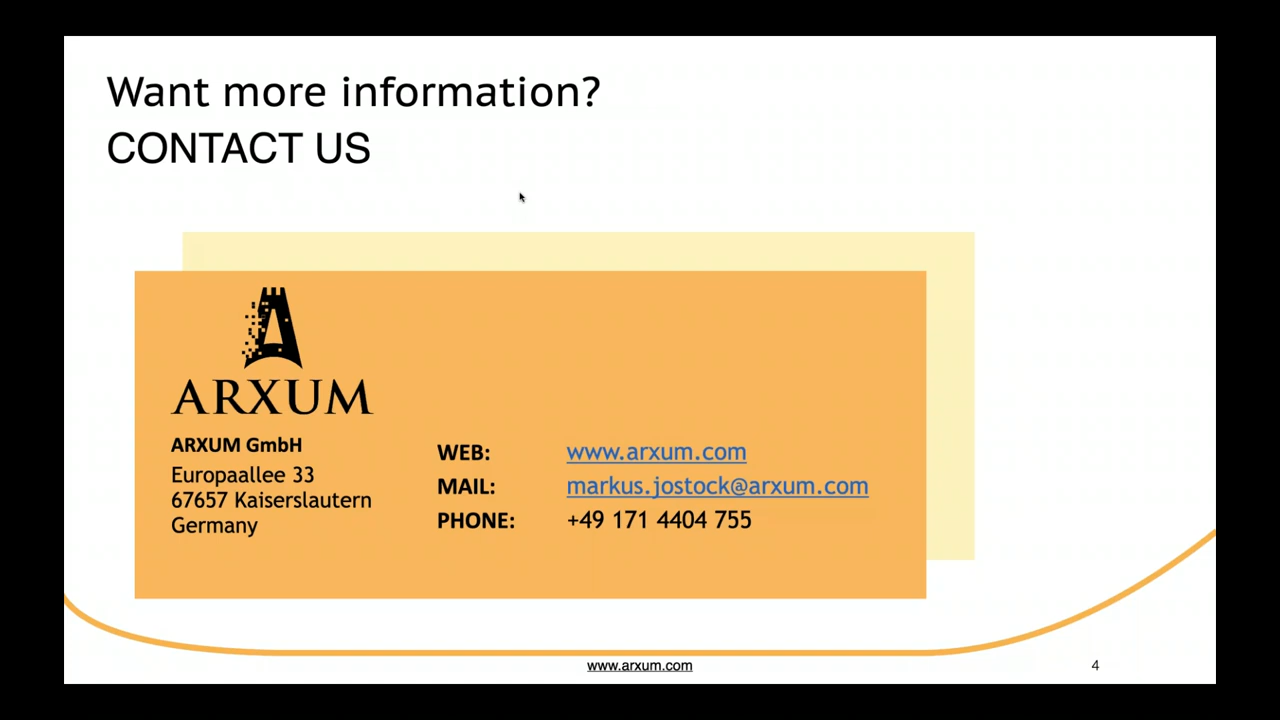 Want more information?
CONTACT US
ARXUM
ARXUM GmbH
Europaallee 33
67657 Kaiserslautern
Germany
WEB: www.arxum.com
MAIL: markus.jostock@arxum.com
PHONE: +49 171 4404 755
www.arxum.com
4